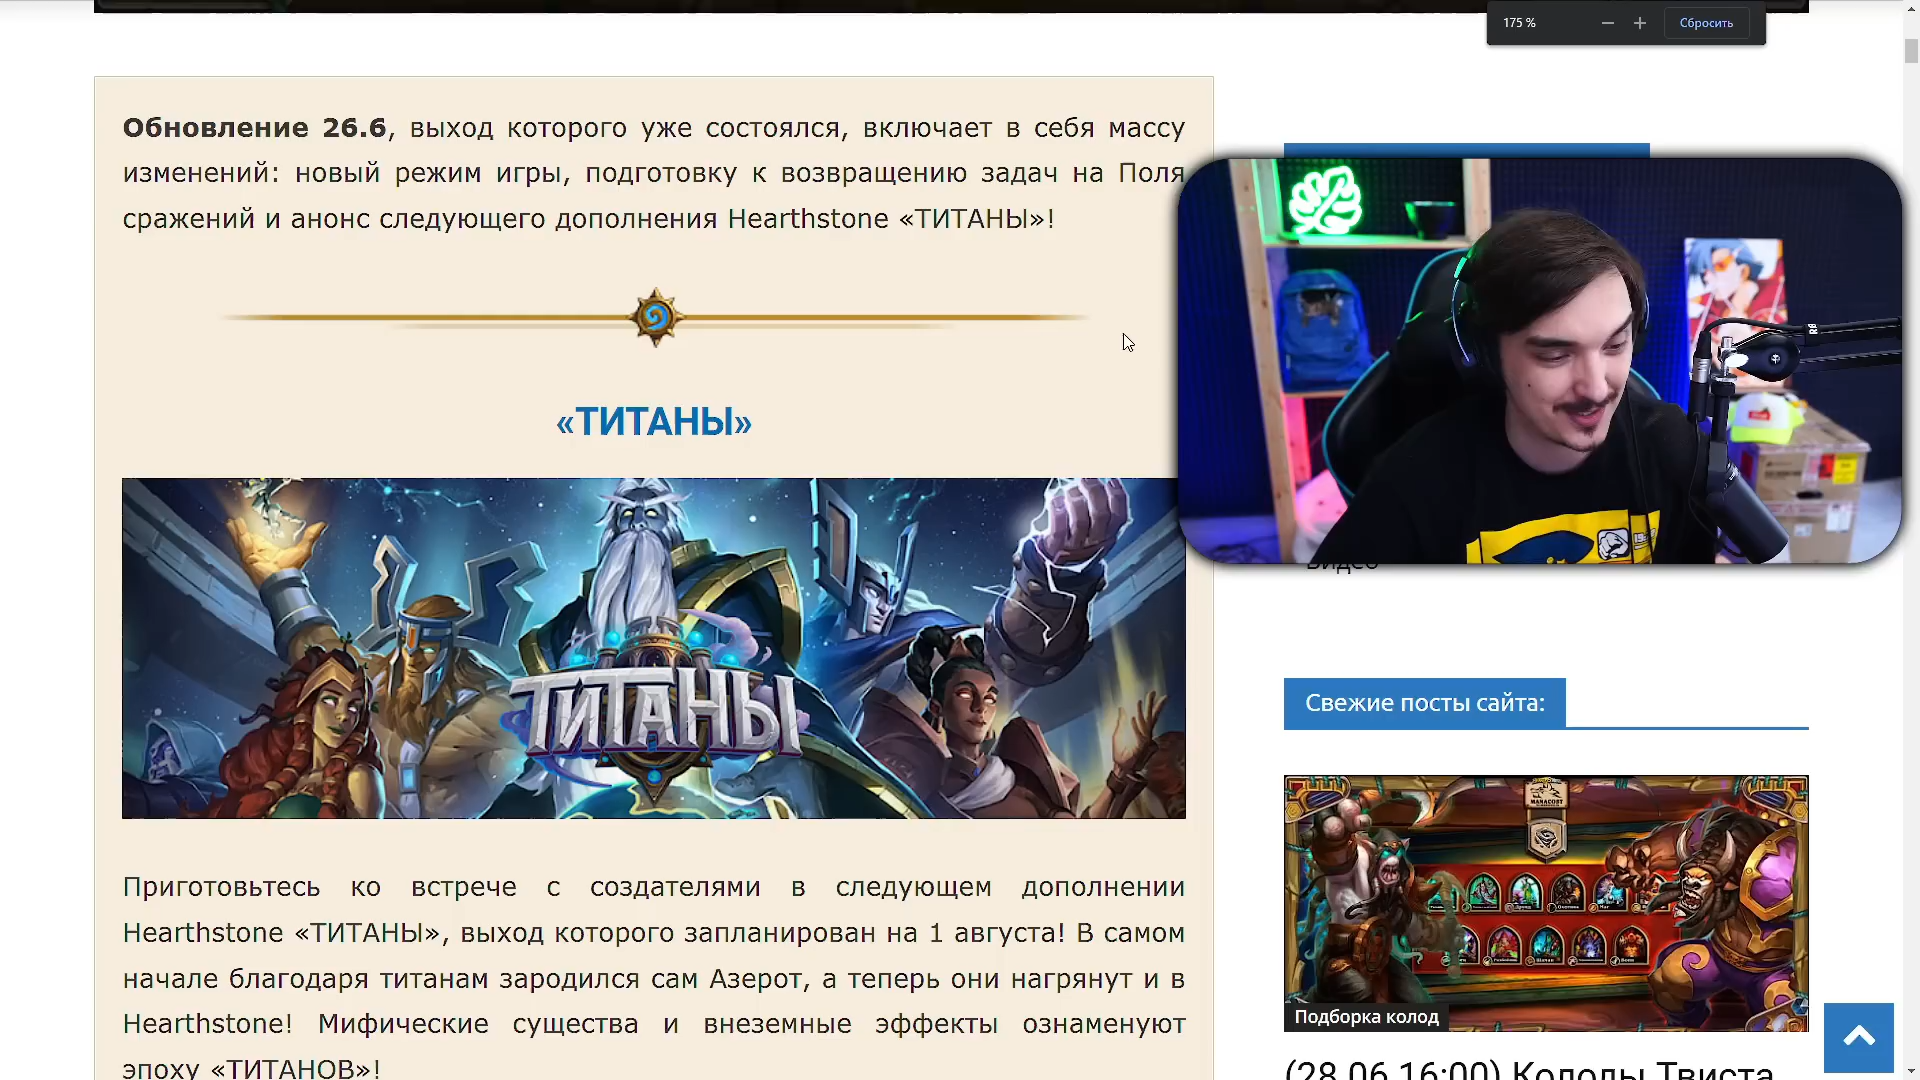 175 %
Сбросить
Обновление 26.6, выход которого уже состоялся, включает в себя массу
изменений: новый режим игры, подготовку к возвращению задач на Поля
сражений и анонс следующего дополнения Hearthstone «ТИТАНЫ»!
«ТИТАНЫ»
ТИТАНЫ
Приготовьтесь ко встрече с создателями в следующем дополнении
Hearthstone «ТИТАНЫ», выход которого запланирован на 1 августа! В самом
начале благодаря титанам зародился сам Азерот, а теперь они нагрянут и в
Hearthstone! Мифические существа и внеземные эффекты ознаменуют
эпоху «ТИТАНОВ»!
Видео
Свежие посты сайта:
MANACOST
Подборка колод
(28.06 16:00) Колоды Твиста